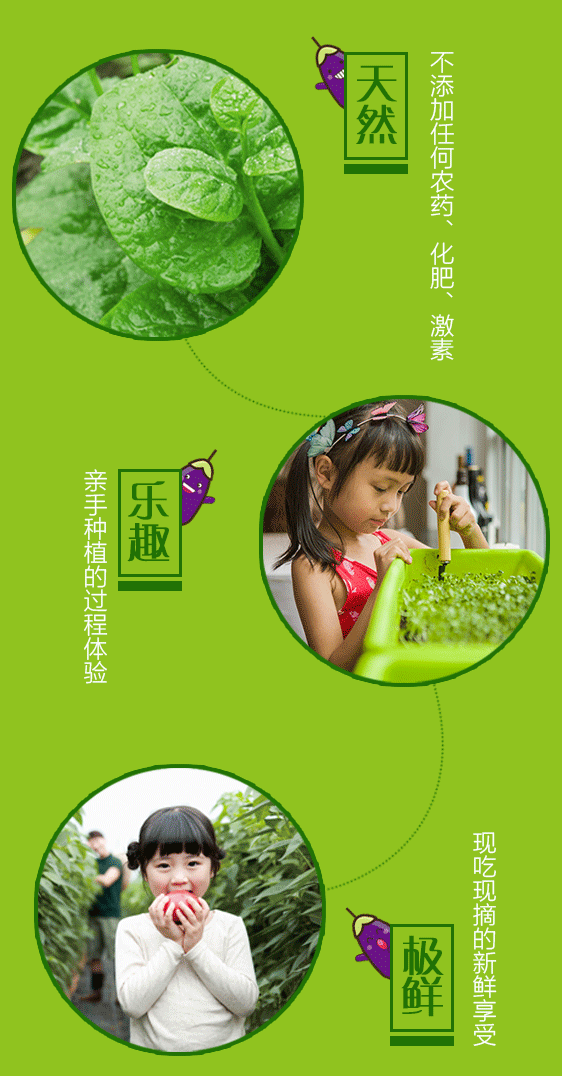 天然
不添加任何农药、化肥、激素
乐趣
亲手种植的过程体验
极鲜
现吃现摘的新鲜享受